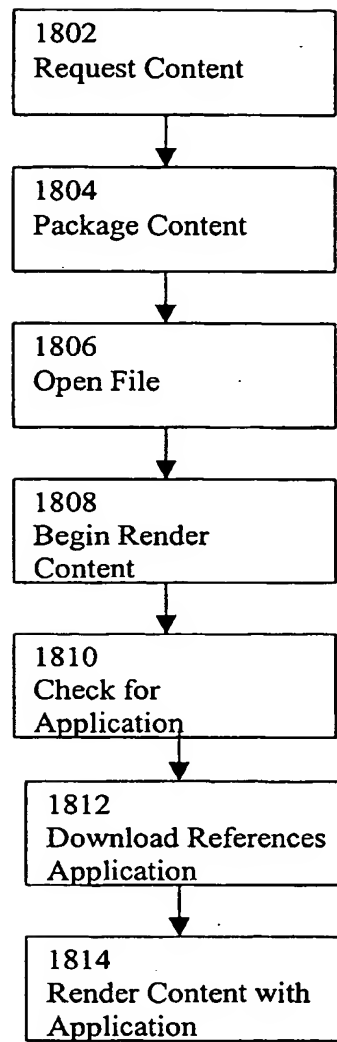 1802
Request Content
1804
Package Content
1806
Open File
1808
Begin Render
Content
1810
Check for
Application
1812
Download References
Application
1814
Render Content with
Application